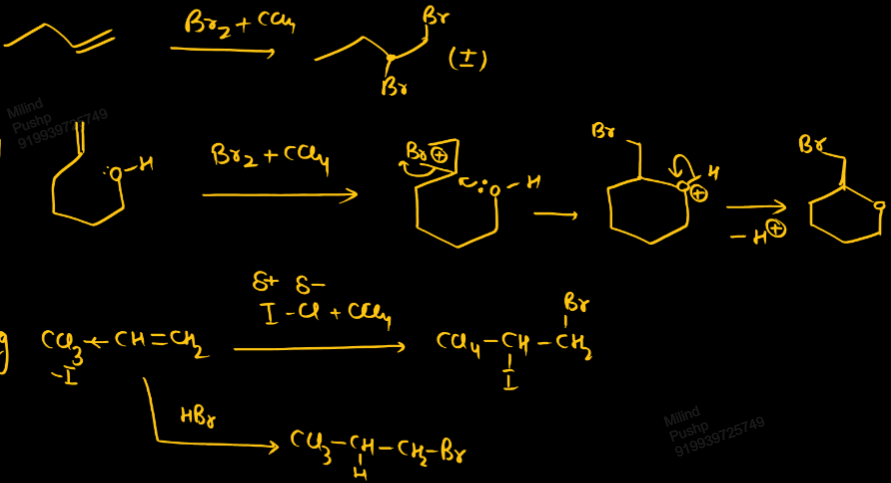 Br₂ + CCl₄
Br
Br
(±)
Milind
Pushp
919939725749
O-H
Br₂ + CCl₄
Br⊕
:O-H
Br
O
H
⊕
-H⊕
Br
O
g
CCl₃ ← CH = CH₂
-I
δ+ δ-
I - Cl + CCl₄
CCl₄ - CH - CH₂
Br
I
HBr
CCl₃ - CH - CH₂ - Br
H
Milind
Pushp
919939725749